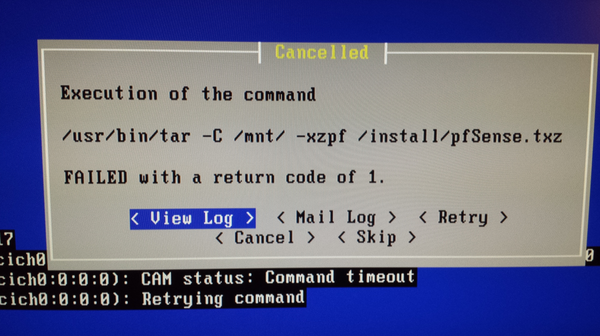 Cancelled
Execution of the command
/usr/bin/tar -C /mnt/ -xzpf /install/pfSense.txz
FAILED with a return code of 1.
< View Log > < Mail Log > < Retry >
< Cancel > < Skip >
17
cich0 0
cich0:0:0:0): CAM status: Command timeout
cich0:0:0:0): Retrying command